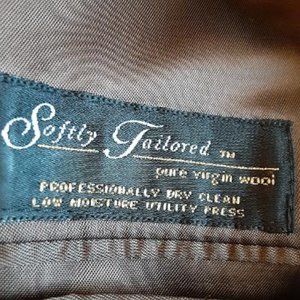 Softly Tailored TM
pure virgin wool
PROFESSIONALLY DRY CLEAN
LOW MOISTURE UTILITY PRESS